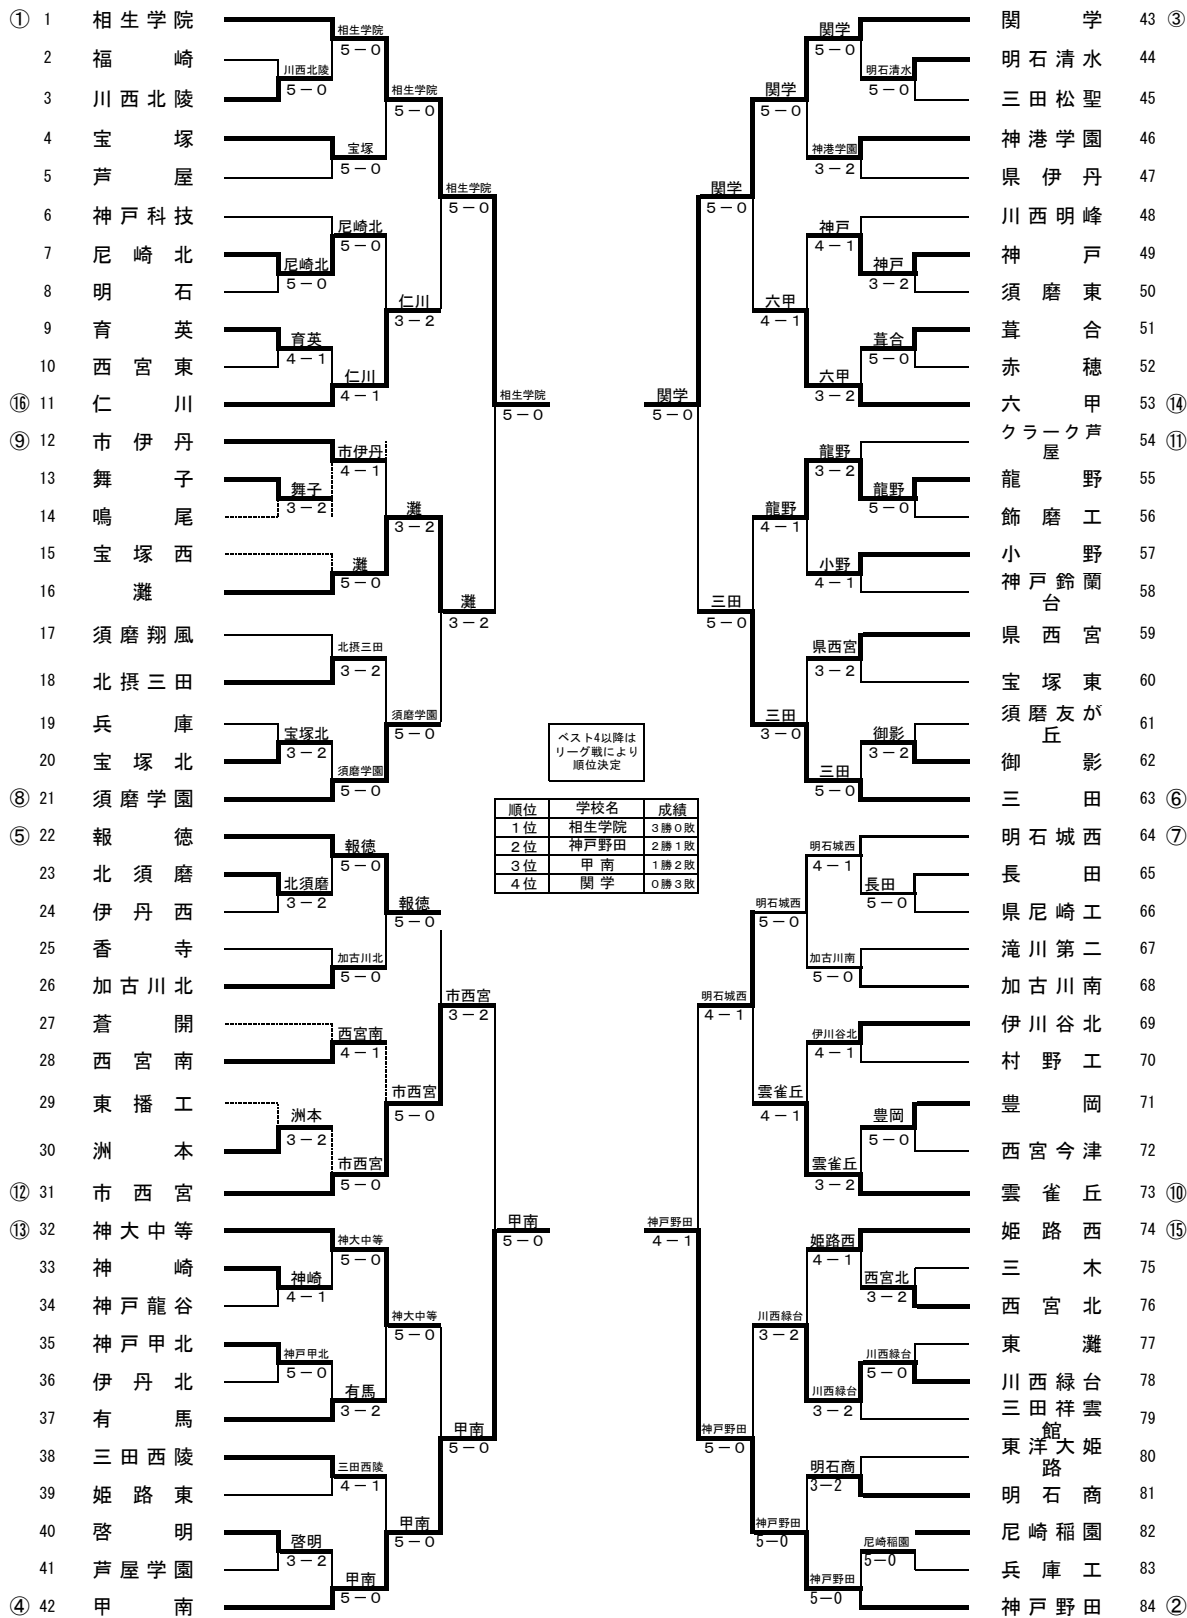 ① 1 相生学院
2 福崎
3 川西北陵
4 宝塚
5 芦屋
6 神戸科技
7 尼崎北
8 明石
9 育英
10 西宮東
⑯ 11 仁川
⑨ 12 市伊丹
13 舞子
14 鳴尾
15 宝塚西
16 灘
17 須磨翔風
18 北摂三田
19 兵庫
20 宝塚北
⑧ 21 須磨学園
⑤ 22 報徳
23 北須磨
24 伊丹西
25 香寺
26 加古川北
27 蒼開
28 西宮南
29 東播工
30 洲本
⑫ 31 市西宮
⑬ 32 神大中等
33 神崎
34 神戸龍谷
35 神戸甲北
36 伊丹北
37 有馬
38 三田西陵
39 姫路東
40 啓明
41 芦屋学園
④ 42 甲南
川西北陵
5－0
尼崎北
5－0
育英
4－1
舞子
3－2
宝塚北
3－2
北須磨
3－2
洲本
3－2
神崎
4－1
神戸甲北
5－0
啓明
3－2
相生学院
5－0
宝塚
5－0
尼崎北
5－0
仁川
4－1
市伊丹
4－1
灘
5－0
北摂三田
3－2
須磨学園
5－0
報徳
5－0
加古川北
5－0
西宮南
4－1
市西宮
5－0
神大中等
5－0
有馬
3－2
三田西陵
4－1
甲南
5－0
相生学院
5－0
仁川
3－2
灘
3－2
須磨学園
5－0
報徳
5－0
市西宮
5－0
神大中等
5－0
甲南
5－0
相生学院
5－0
灘
3－2
市西宮
3－2
甲南
5－0
相生学院
5－0
甲南
5－0
ベスト4以降は
リーグ戦により
順位決定
順位 学校名 成績
1位 相生学院 3勝0敗
2位 神戸野田 2勝1敗
3位 甲南 1勝2敗
4位 関学 0勝3敗
関学
5－0
神戸野田
4－1
関学
5－0
三田
5－0
明石城西
4－1
神戸野田
5－0
関学
5－0
六甲
4－1
龍野
4－1
三田
3－0
明石城西
5－0
雲雀丘
4－1
川西緑台
3－2
神戸野田
5－0
関学
5－0
神港学園
3－2
神戸
4－1
六甲
3－2
龍野
3－2
小野
4－1
県西宮
3－2
三田
5－0
明石城西
4－1
加古川南
5－0
伊川谷北
4－1
雲雀丘
3－2
姫路西
4－1
川西緑台
3－2
明石商
3－2
神戸野田
5－0
明石清水
5－0
神戸
3－2
葺合
5－0
龍野
5－0
御影
3－2
長田
5－0
豊岡
5－0
西宮北
3－2
川西緑台
5－0
尼崎稲園
5－0
関学 43 ③
明石清水 44
三田松聖 45
神港学園 46
県伊丹 47
川西明峰 48
神戸 49
須磨東 50
葺合 51
赤穂 52
六甲 53 ⑭
クラーク芦
屋 54 ⑪
龍野 55
飾磨工 56
小野 57
神戸鈴蘭
台 58
県西宮 59
宝塚東 60
須磨友が
丘 61
御影 62
三田 63 ⑥
明石城西 64 ⑦
長田 65
県尼崎工 66
滝川第二 67
加古川南 68
伊川谷北 69
村野工 70
豊岡 71
西宮今津 72
雲雀丘 73 ⑩
姫路西 74 ⑮
三木 75
西宮北 76
東灘 77
川西緑台 78
三田祥雲
館 79
東洋大姫
路 80
明石商 81
尼崎稲園 82
兵庫工 83
神戸野田 84 ②